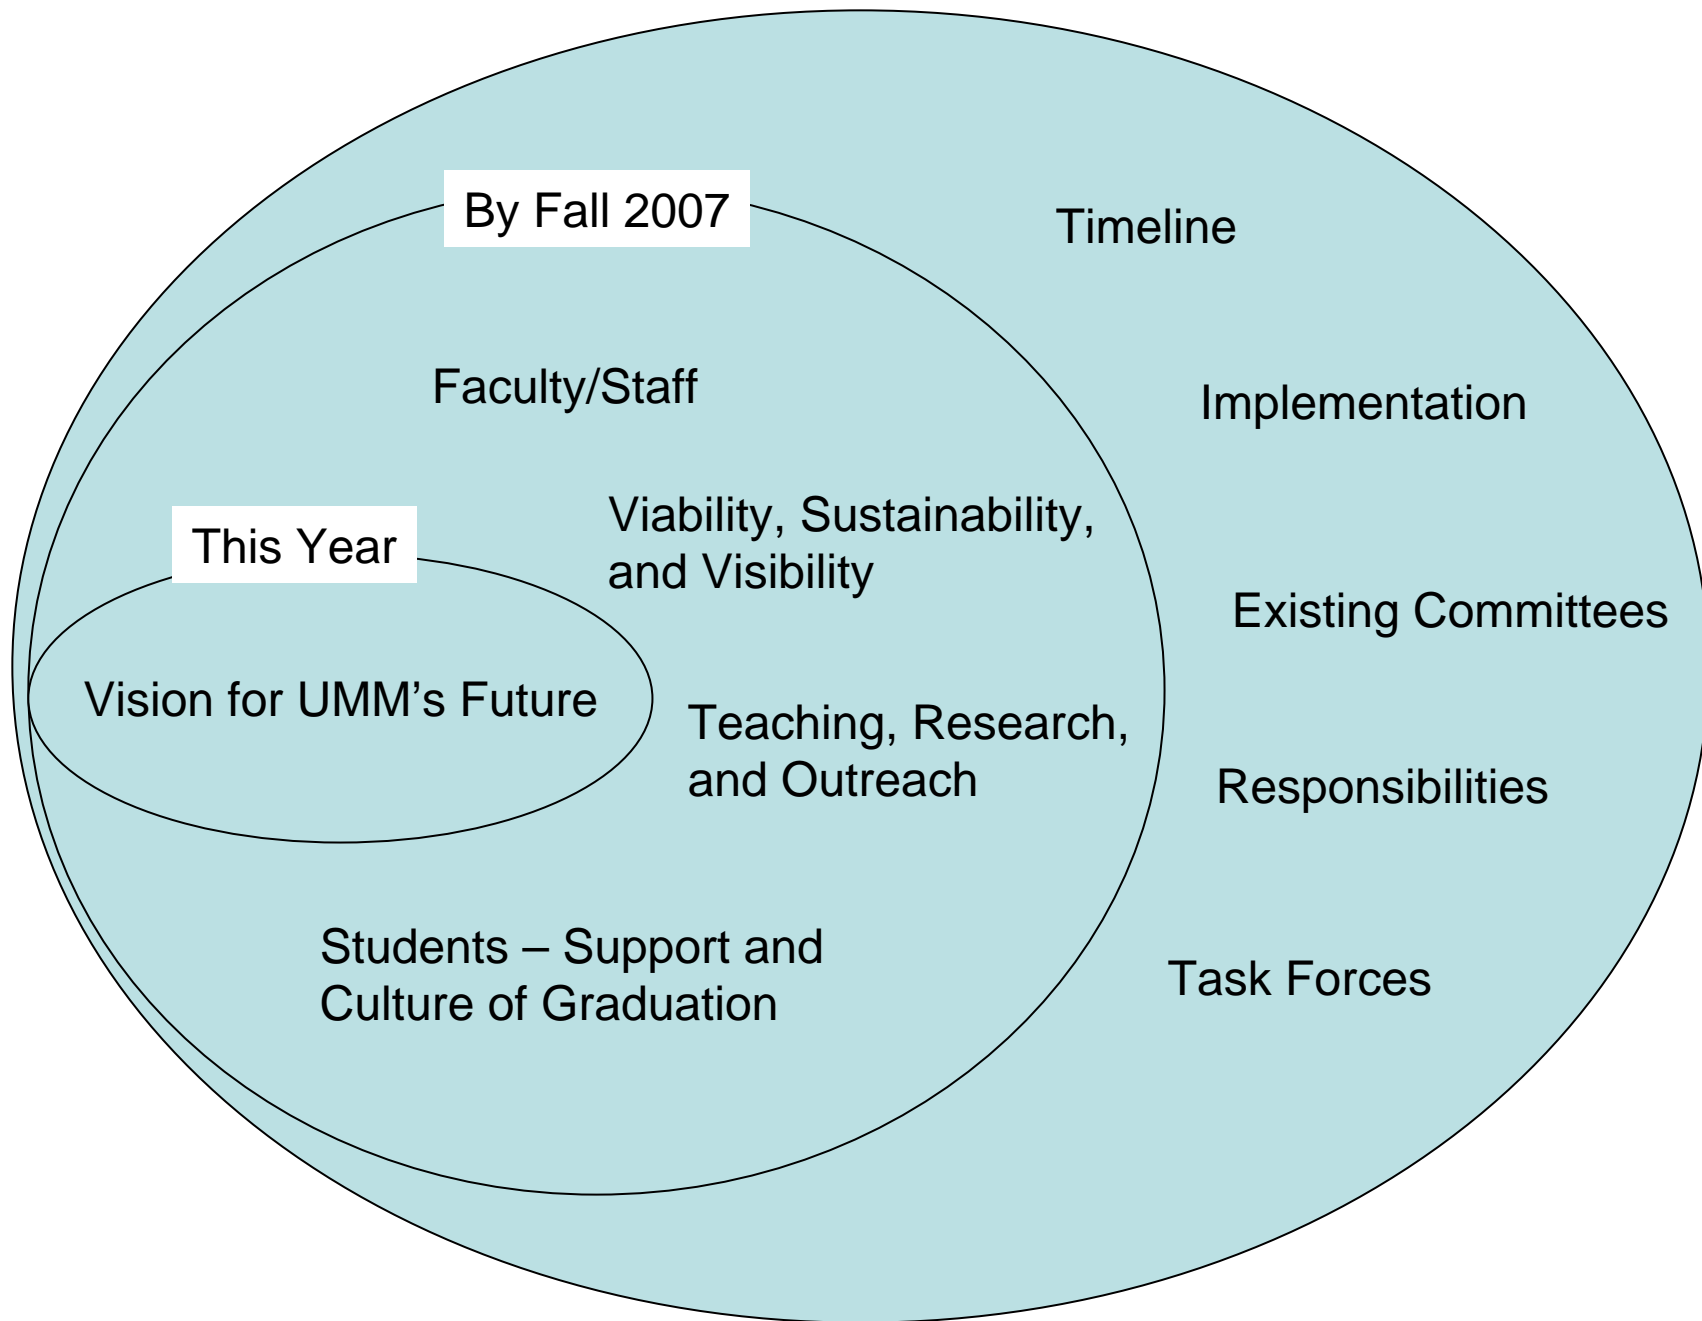 By Fall 2007
Timeline
Faculty/Staff
Implementation
Viability, Sustainability,
and Visibility
This Year
Existing Committees
Vision for UMM’s Future
Teaching, Research,
and Outreach
Responsibilities
Students – Support and
Culture of Graduation
Task Forces